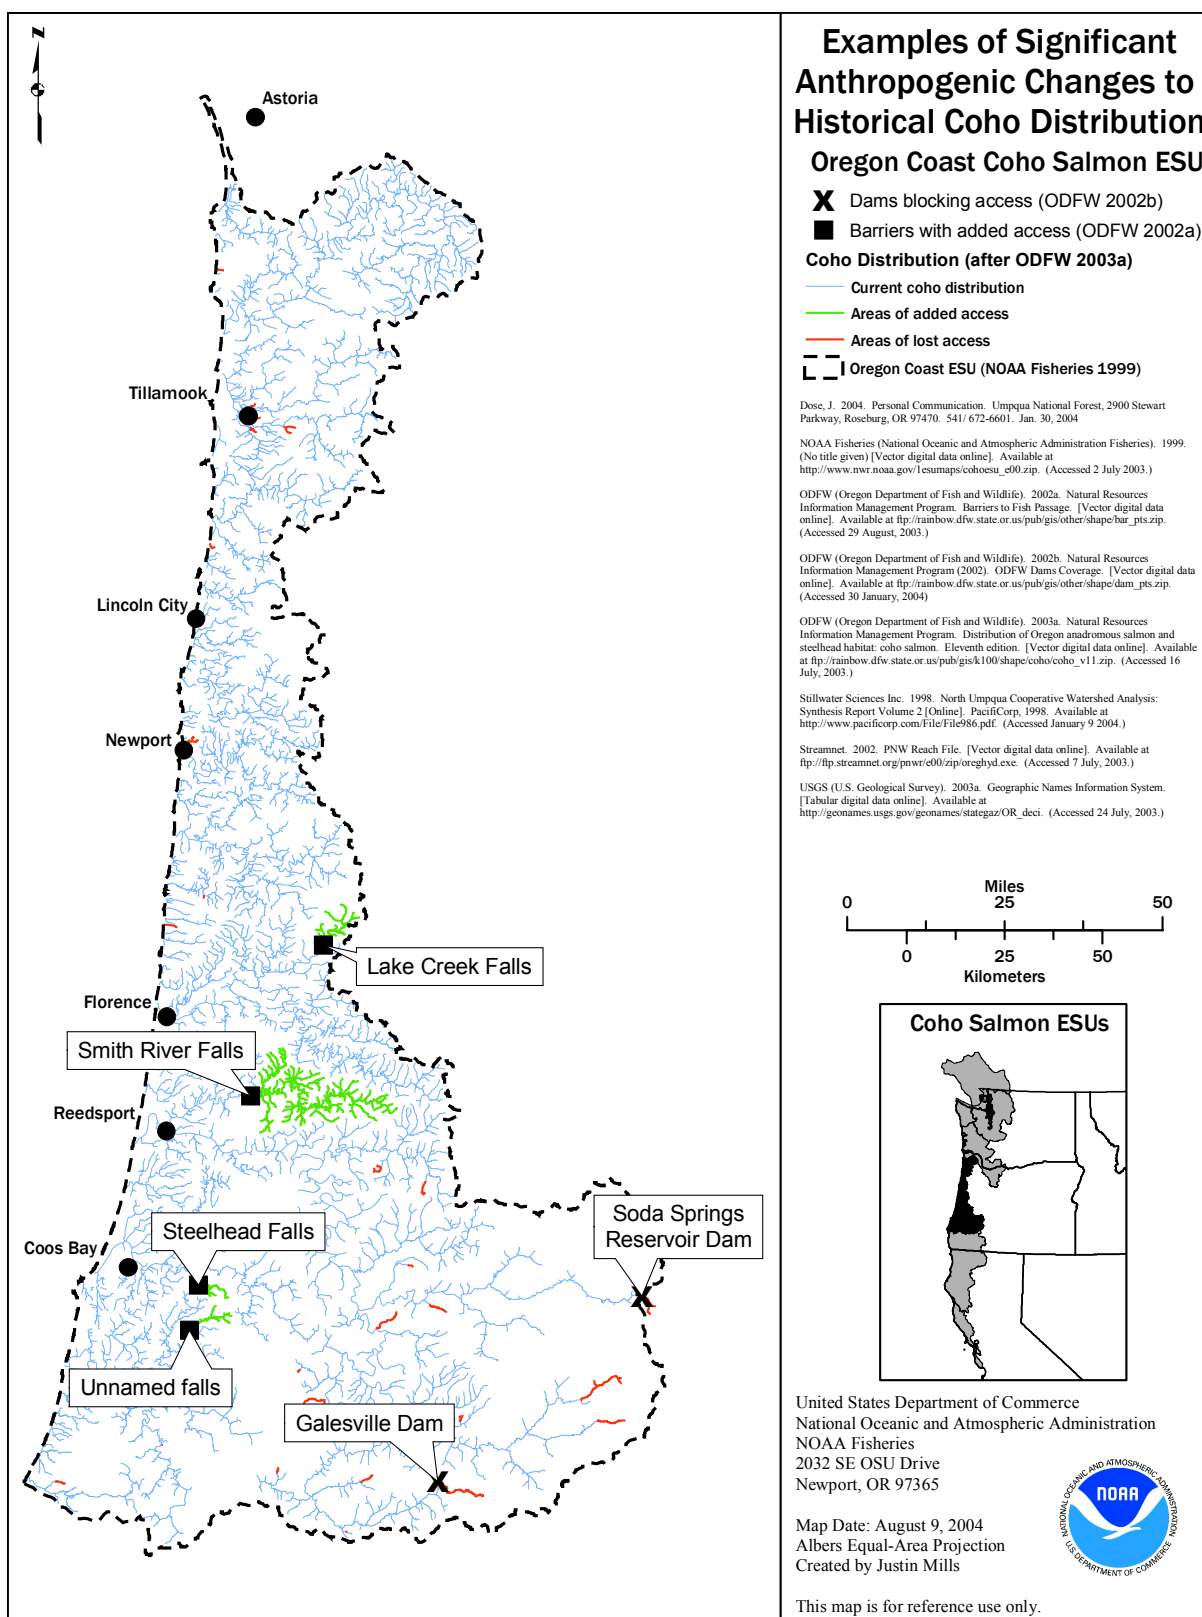 Examples of Significant
Anthropogenic Changes to
Historical Coho Distribution
Oregon Coast Coho Salmon ESU
X Dams blocking access (ODFW 2002b)
Barriers with added access (ODFW 2002a)
Coho Distribution (after ODFW 2003a)
Current coho distribution
Areas of added access
Areas of lost access
Oregon Coast ESU (NOAA Fisheries 1999)
Dose, J. 2004. Personal Communication. Umpqua National Forest, 2900 Stewart
Parkway, Roseburg, OR 97470. 541/ 672-6601. Jan. 30, 2004
NOAA Fisheries (National Oceanic and Atmospheric Administration Fisheries). 1999.
(No title given) [Vector digital data online]. Available at
http://www.nwr.noaa.gov/1esumaps/cohoesu_e00.zip. (Accessed 2 July 2003.)
ODFW (Oregon Department of Fish and Wildlife). 2002a. Natural Resources
Information Management Program. Barriers to Fish Passage. [Vector digital data
online]. Available at ftp://rainbow.dfw.state.or.us/pub/gis/other/shape/bar_pts.zip.
(Accessed 29 August, 2003.)
ODFW (Oregon Department of Fish and Wildlife). 2002b. Natural Resources
Information Management Program (2002). ODFW Dams Coverage. [Vector digital data
online]. Available at ftp://rainbow.dfw.state.or.us/pub/gis/other/shape/dam_pts.zip.
(Accessed 30 January, 2004)
ODFW (Oregon Department of Fish and Wildlife). 2003a. Natural Resources
Information Management Program. Distribution of Oregon anadromous salmon and
steelhead habitat: coho salmon. Eleventh edition. [Vector digital data online]. Available
at ftp://rainbow.dfw.state.or.us/pub/gis/k100/shape/coho/coho_v11.zip. (Accessed 16
July, 2003.)
Stillwater Sciences Inc. 1998. North Umpqua Cooperative Watershed Analysis:
Synthesis Report Volume 2 [Online]. PacifiCorp, 1998. Available at
http://www.pacificorp.com/File/File986.pdf. (Accessed January 9 2004.)
Streamnet. 2002. PNW Reach File. [Vector digital data online]. Available at
ftp://ftp.streamnet.org/pnwr/e00/zip/oreghyd.exe. (Accessed 7 July, 2003.)
USGS (U.S. Geological Survey). 2003a. Geographic Names Information System.
[Tabular digital data online]. Available at
http://geonames.usgs.gov/geonames/stategaz/OR_deci. (Accessed 24 July, 2003.)
Miles
0 25 50
0 25 50
Kilometers
Coho Salmon ESUs
United States Department of Commerce
National Oceanic and Atmospheric Administration
NOAA Fisheries
2032 SE OSU Drive
Newport, OR 97365
Map Date: August 9, 2004
Albers Equal-Area Projection
Created by Justin Mills
This map is for reference use only.
NATIONAL OCEANIC AND ATMOSPHERIC ADMINISTRATION
NOAA
U.S. DEPARTMENT OF COMMERCE
N
Astoria
Tillamook
Lincoln City
Newport
Lake Creek Falls
Florence
Smith River Falls
Reedsport
Steelhead Falls
Coos Bay
Soda Springs
Reservoir Dam
X
Unnamed falls
Galesville Dam
X